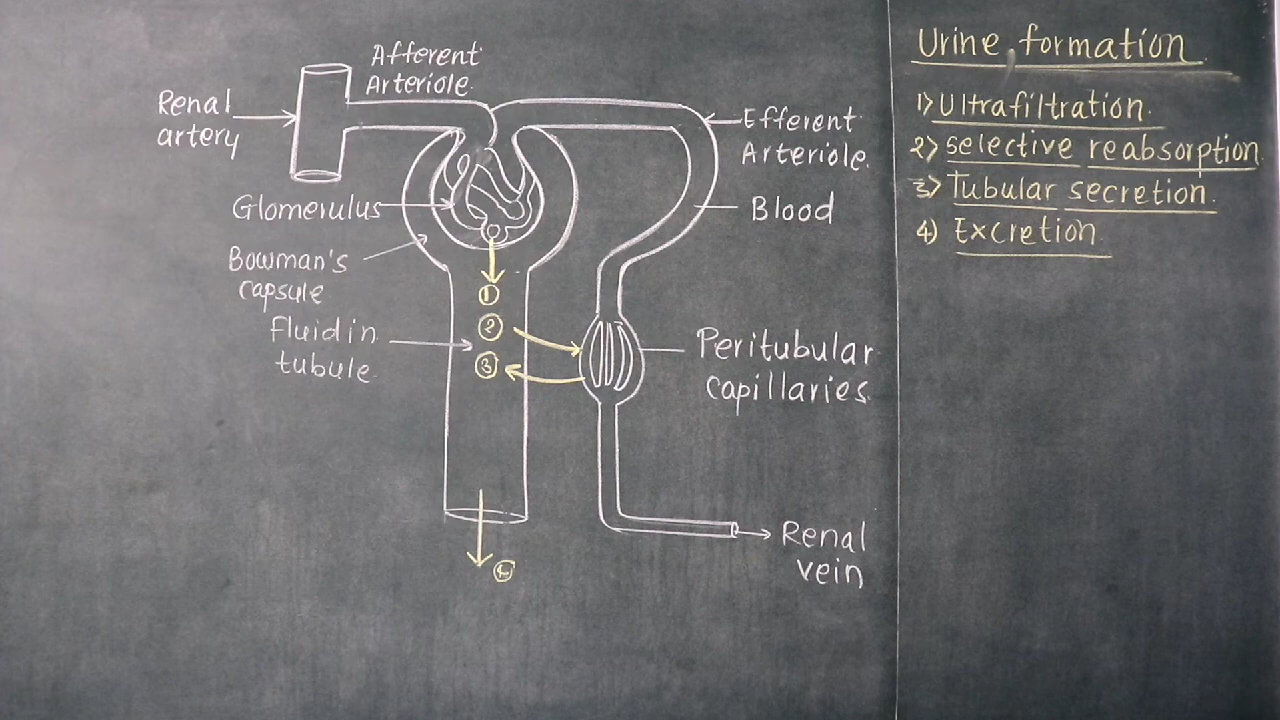 Afferent
Arteriole.
Renal
artery
Efferent
Arteriole.
Glomerulus
Blood
Bowman's
capsule
Fluid in
tubule.
①
②
③
Peritubular
capillaries.
④
Renal
vein
Urine formation
1) Ultrafiltration.
2) selective reabsorption.
3) Tubular secretion.
4) Excretion.